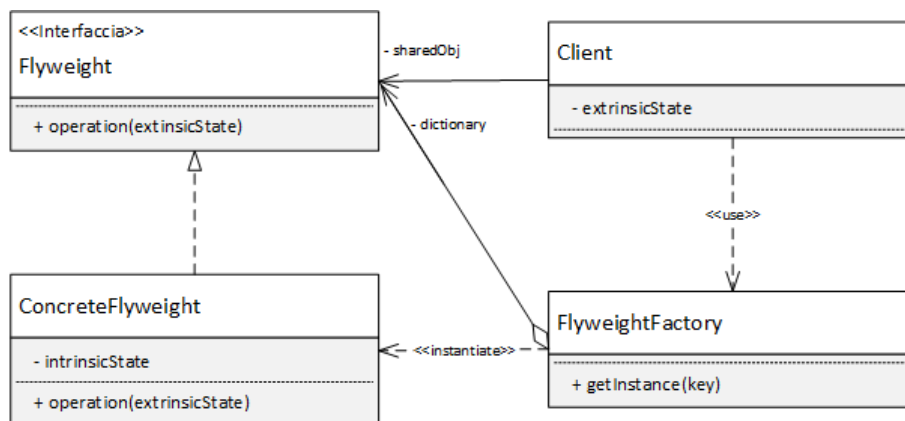 <<Interfaccia>>
Flyweight
+ operation(extinsicState)
- sharedObj
- dictionary
Client
- extrinsicState
<<use>>
ConcreteFlyweight
- intrinsicState
+ operation(extrinsicState)
<<instantiate>>
FlyweightFactory
+ getInstance(key)